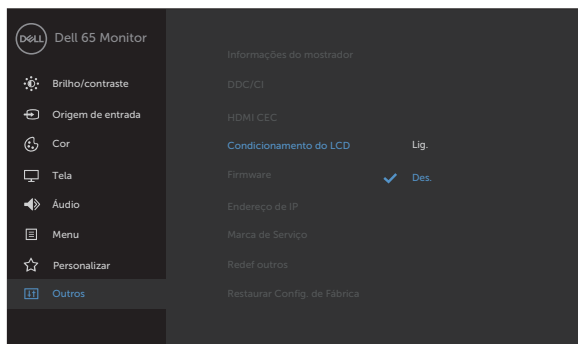 DELL Dell 65 Monitor
Informações do mostrador
Brilho/contraste DDC/CI
Origem de entrada HDMI CEC
Cor Condicionamento do LCD Lig.
Tela Firmware Des.
Áudio Endereço de IP
Menu Marca de Serviço
Personalizar Redef outros
Outros Restaurar Config. de Fábrica